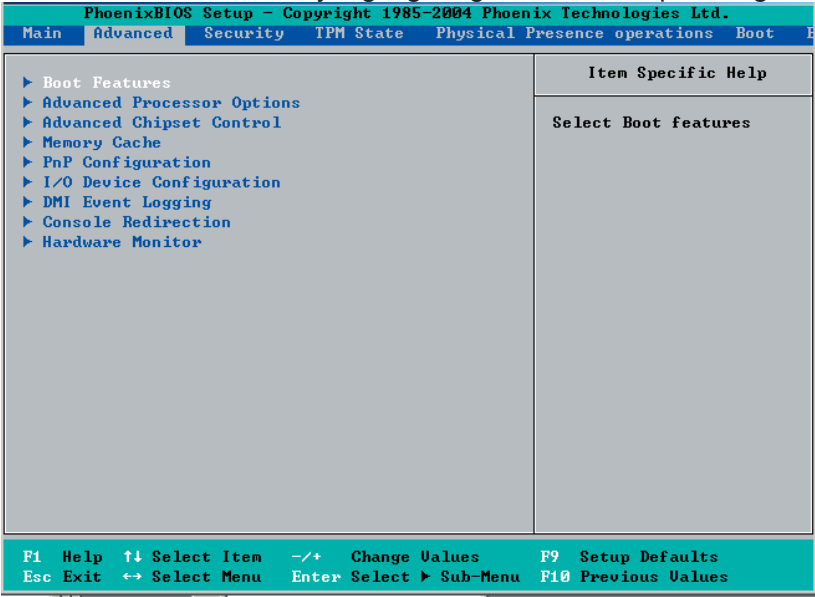 PhoenixBIOS Setup - Copyright 1985-2004 Phoenix Technologies Ltd.
Main Advanced Security TPM State Physical Presence operations Boot
Item Specific Help
▶ Boot Features
▶ Advanced Processor Options
▶ Advanced Chipset Control
▶ Memory Cache
▶ PnP Configuration
▶ I/O Device Configuration
▶ DMI Event Logging
▶ Console Redirection
▶ Hardware Monitor
Select Boot features
F1 Help ↑↓ Select Item -/+ Change Values F9 Setup Defaults
Esc Exit ↔ Select Menu Enter Select ▶ Sub-Menu F10 Previous Values